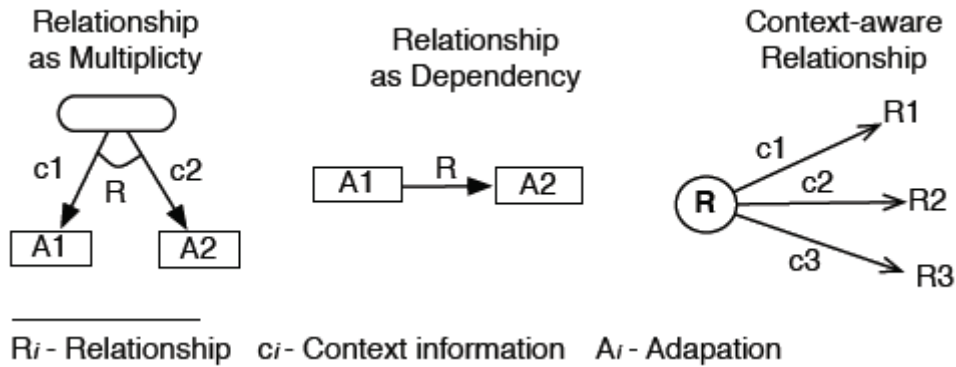 Relationship
as Multiplicty
c1
c2
R
A1
A2
Relationship
as Dependency
A1
R
A2
Context-aware
Relationship
R
c1
c2
c3
R1
R2
R3
Ri - Relationship ci - Context information Ai - Adapation